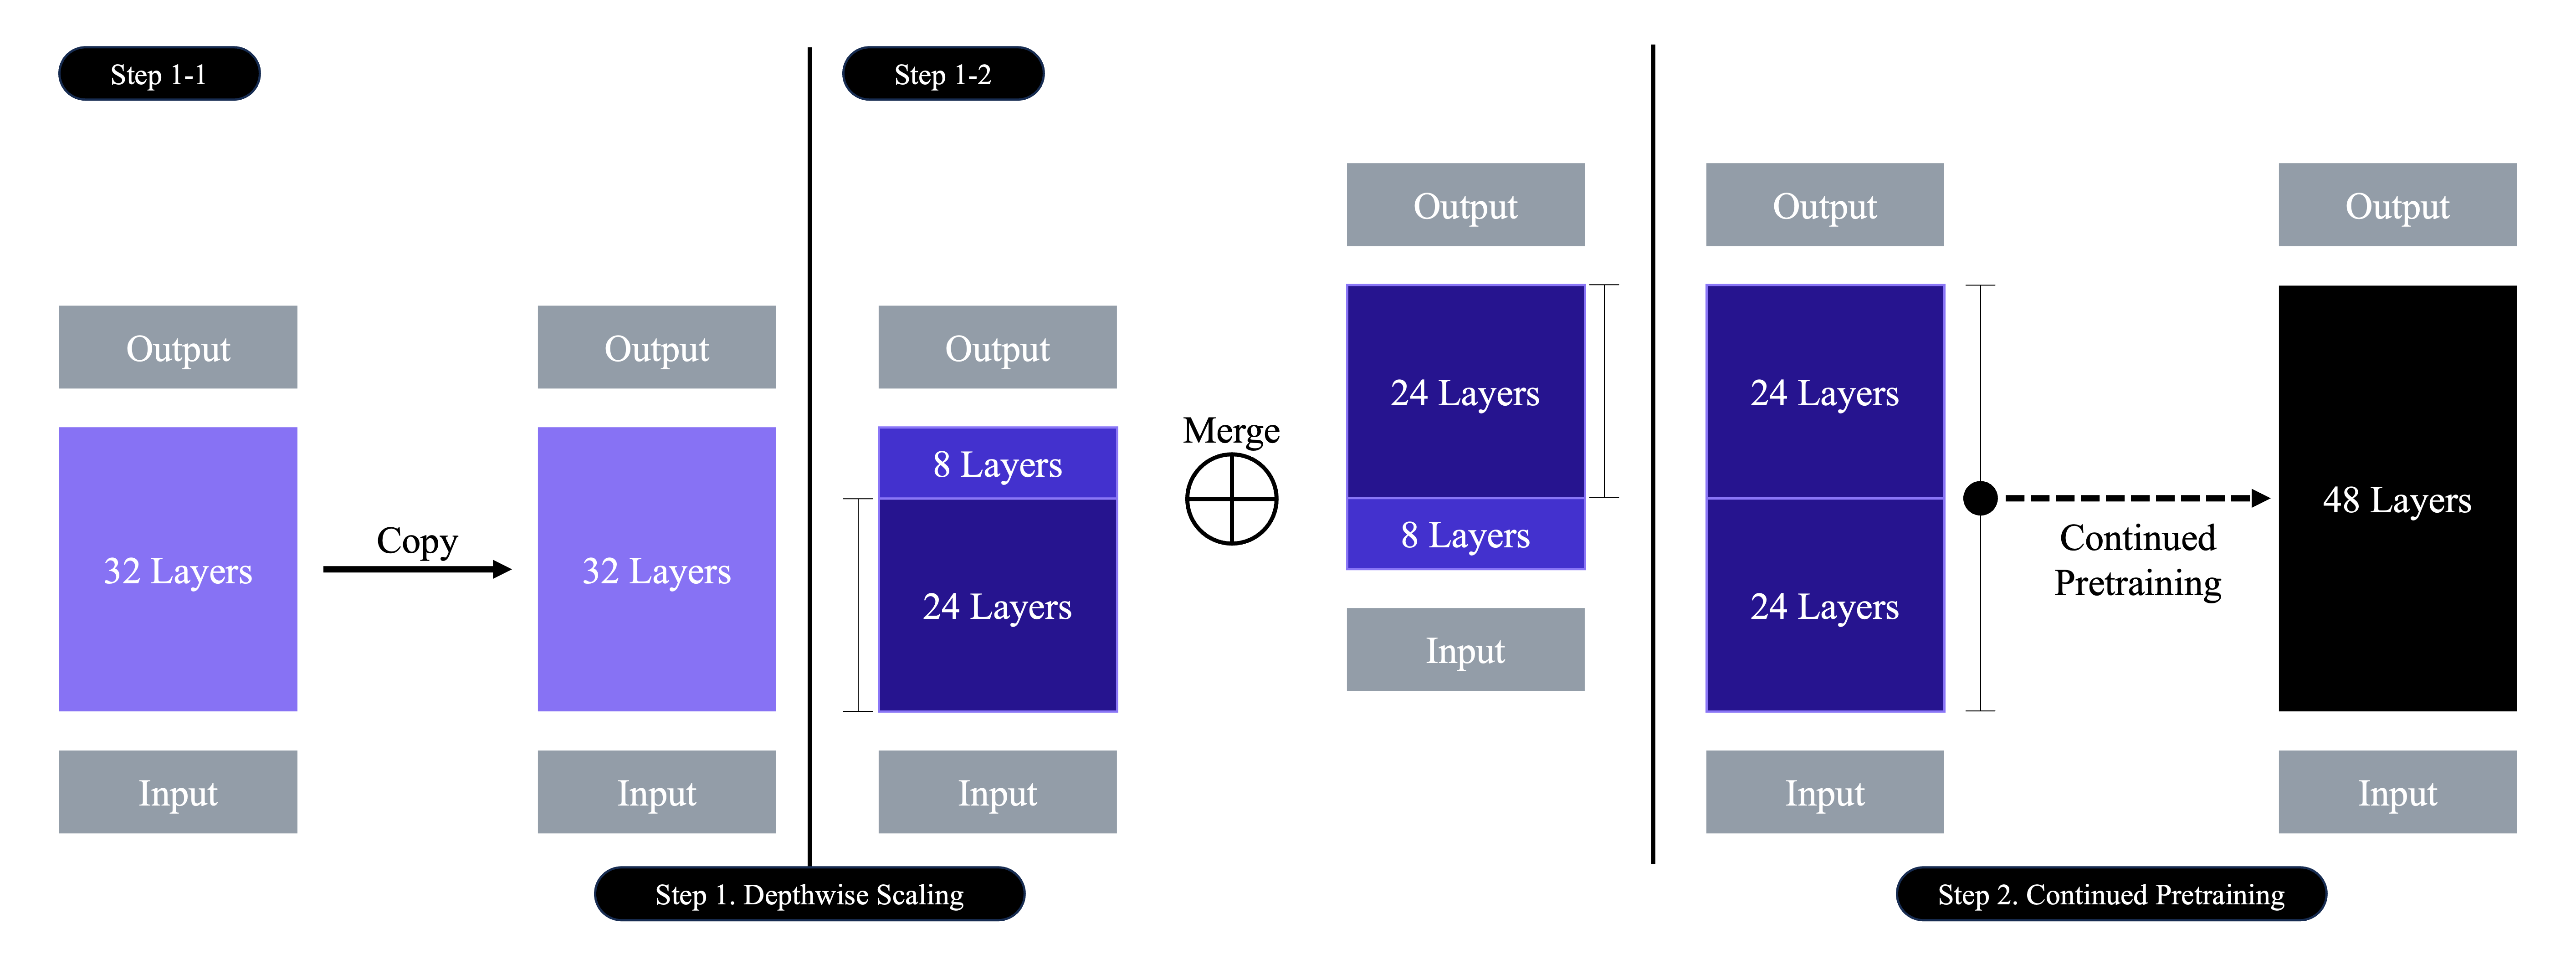 Step 1-1
Output
32 Layers
Input
Copy
Output
32 Layers
Input
Step 1-2
Output
8 Layers
24 Layers
Input
Merge
Output
24 Layers
8 Layers
Input
Step 1. Depthwise Scaling
Output
24 Layers
24 Layers
Input
Continued
Pretraining
Output
48 Layers
Input
Step 2. Continued Pretraining